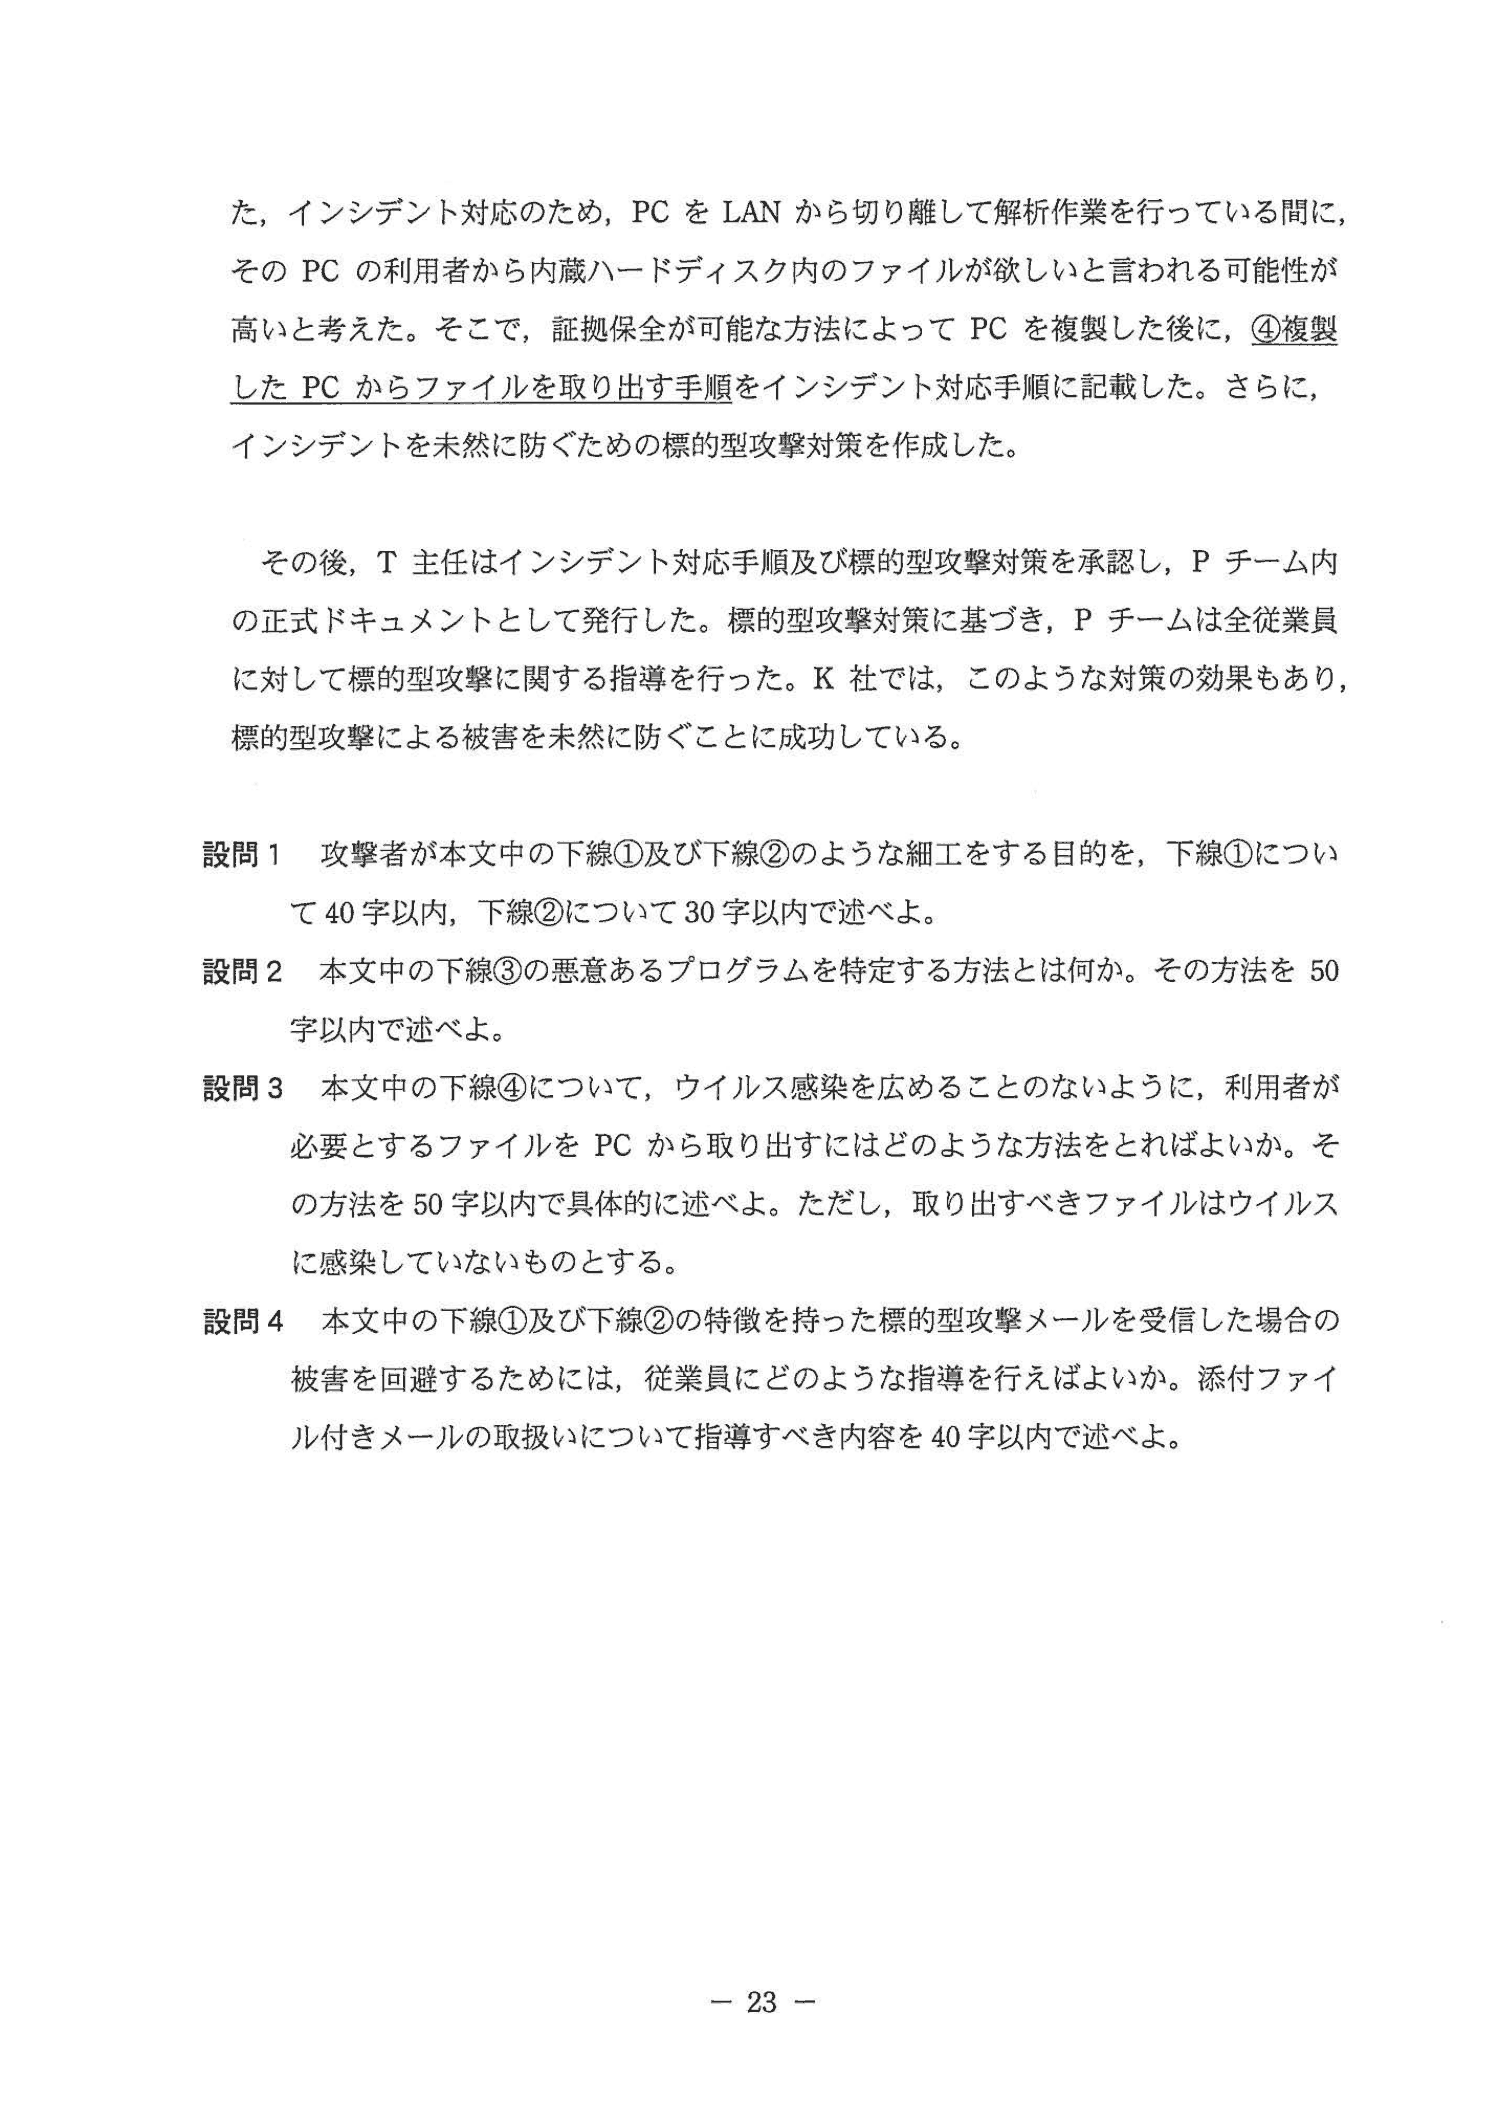 た，インシデント対応のため，PC を LAN から切り離して解析作業を行っている間に，
その PC の利用者から内蔵ハードディスク内のファイルが欲しいと言われる可能性が
高いと考えた。そこで，証拠保全が可能な方法によって PC を複製した後に，④複製
した PC からファイルを取り出す手順をインシデント対応手順に記載した。さらに，
インシデントを未然に防ぐための標的型攻撃対策を作成した。
その後，T 主任はインシデント対応手順及び標的型攻撃対策を承認し，P チーム内
の正式ドキュメントとして発行した。標的型攻撃対策に基づき，P チームは全従業員
に対して標的型攻撃に関する指導を行った。K 社では，このような対策の効果もあり，
標的型攻撃による被害を未然に防ぐことに成功している。
設問 1　攻撃者が本文中の下線①及び下線②のような細工をする目的を，下線①につい
て 40 字以内，下線②について 30 字以内で述べよ。
設問 2　本文中の下線③の悪意あるプログラムを特定する方法とは何か。その方法を 50
字以内で述べよ。
設問 3　本文中の下線④について，ウイルス感染を広めることのないように，利用者が
必要とするファイルを PC から取り出すにはどのような方法をとればよいか。そ
の方法を 50 字以内で具体的に述べよ。ただし，取り出すべきファイルはウイルス
に感染していないものとする。
設問 4　本文中の下線①及び下線②の特徴を持った標的型攻撃メールを受信した場合の
被害を回避するためには，従業員にどのような指導を行えばよいか。添付ファイ
ル付きメールの取扱いについて指導すべき内容を 40 字以内で述べよ。
－ 23 －